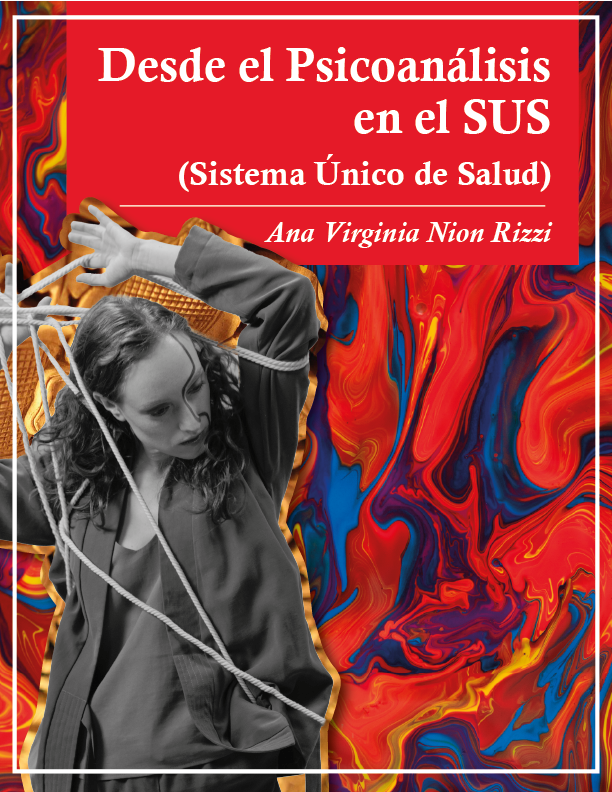 Desde el Psicoanálisis
en el SUS
(Sistema Único de Salud)
Ana Virginia Nion Rizzi